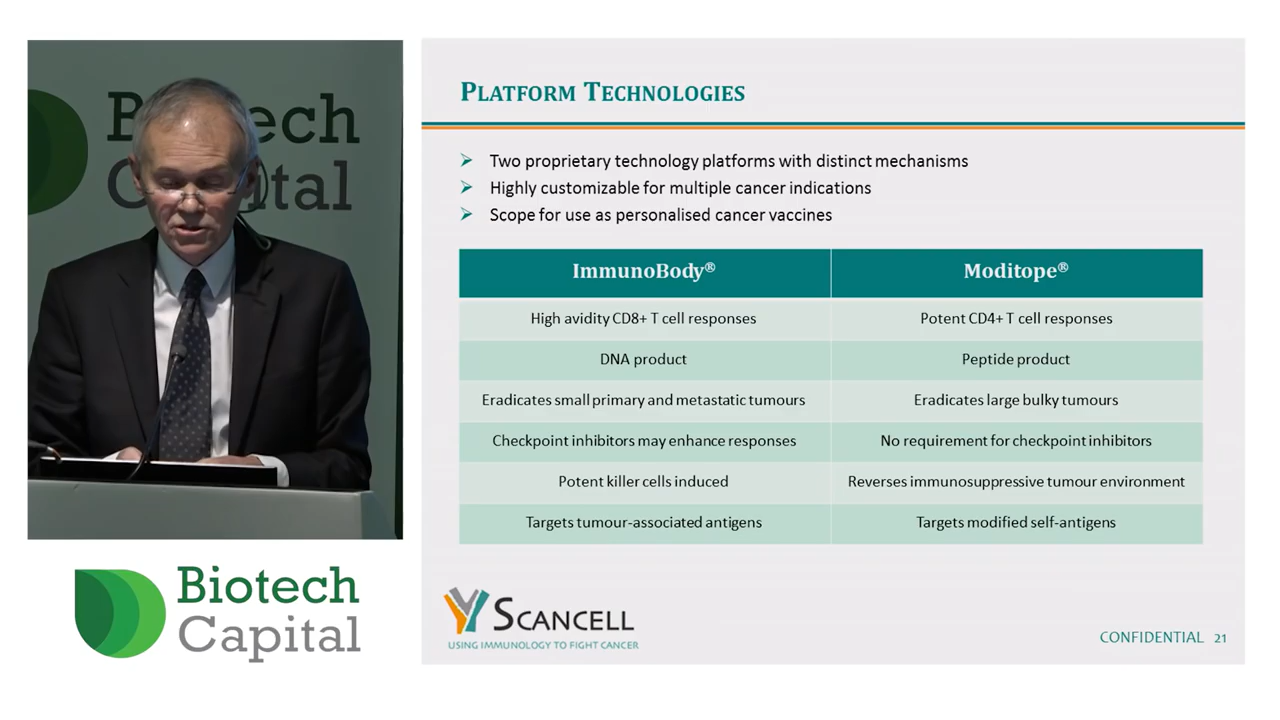 Biotech
Capital
PLATFORM TECHNOLOGIES
Two proprietary technology platforms with distinct mechanisms
Highly customizable for multiple cancer indications
Scope for use as personalised cancer vaccines
ImmunoBody® Moditope®
High avidity CD8+ T cell responses Potent CD4+ T cell responses
DNA product Peptide product
Eradicates small primary and metastatic tumours Eradicates large bulky tumours
Checkpoint inhibitors may enhance responses No requirement for checkpoint inhibitors
Potent killer cells induced Reverses immunosuppressive tumour environment
Targets tumour-associated antigens Targets modified self-antigens
Biotech
Capital
SCANCELL
USING IMMUNOLOGY TO FIGHT CANCER
CONFIDENTIAL 21